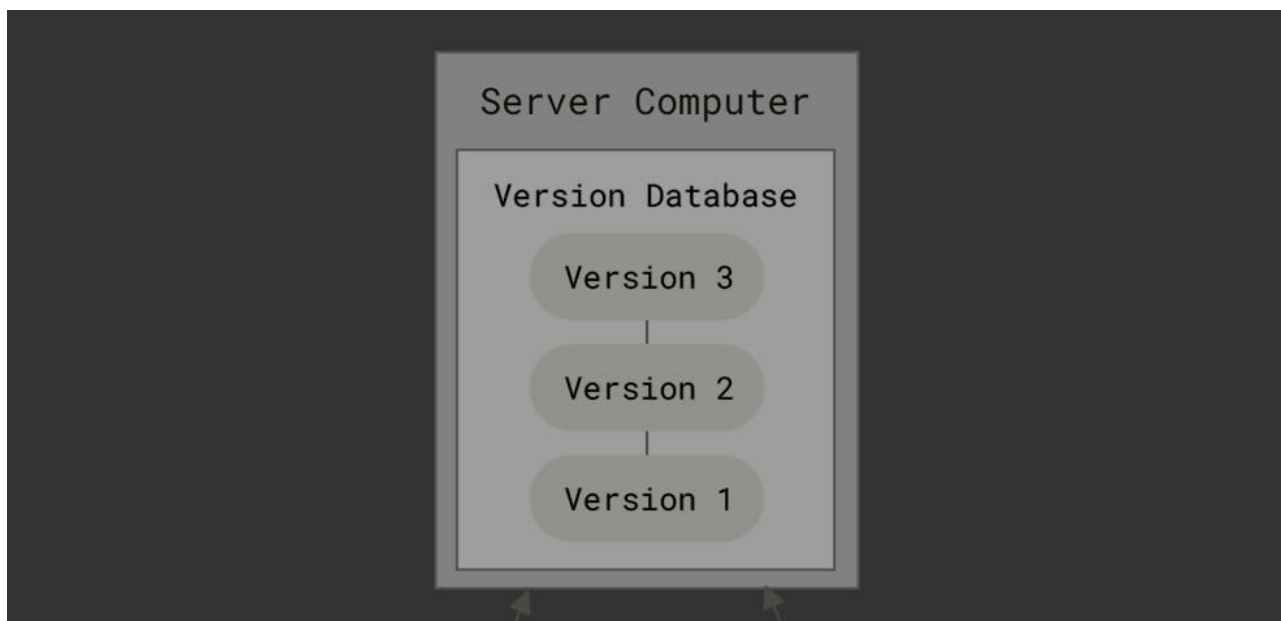 Server Computer
Version Database
Version 3
Version 2
Version 1